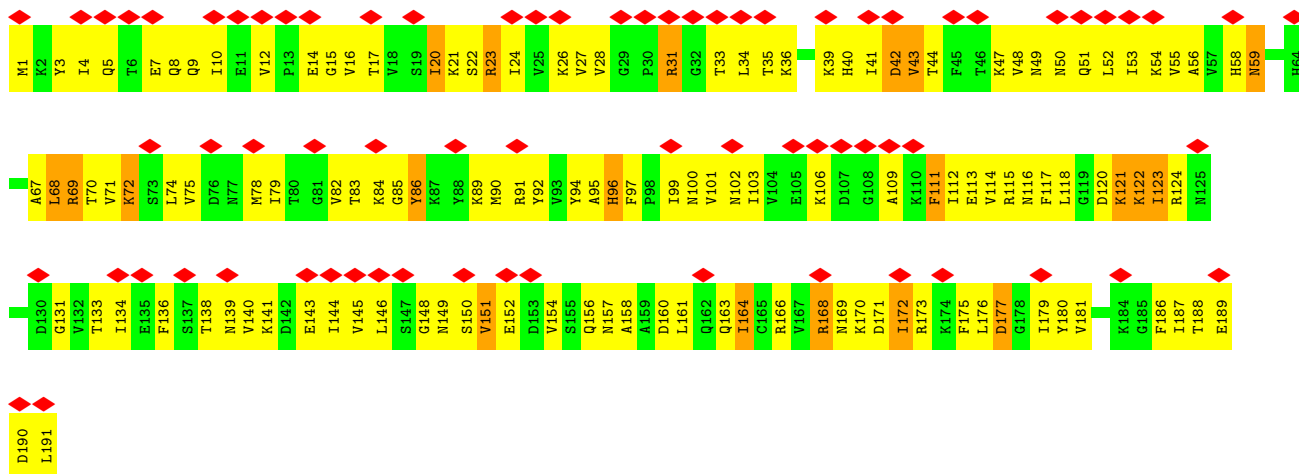 M1 K2 Y3 I4 Q5 T6 E7 Q8 Q9 I10 E11 V12 P13 E14 G15 V16 T17 V18 S19 I20 K21 S22 R23 I24 V25 K26 V27 V28 G29 P30 R31 G32 T33 L34 T35 K36 K39 H40 I41 D42 V43 T44 F45 T46 K47 V48 N49 N50 Q51 L52 I53 K54 V55 A56 V57 H58 N59 H64
A67 L68 R69 T70 V71 K72 S73 L74 V75 D76 N77 M78 I79 T80 G81 V82 T83 K84 G85 Y86 K87 Y88 K89 M90 R91 Y92 V93 Y94 A95 H96 F97 P98 I99 N100 V101 N102 I103 V104 E105 K106 D107 G108 A109 K110 F111 I112 E113 V114 R115 N116 F117 L118 G119 D120 K121 K122 I123 R124 N125
D130 G131 V132 T133 I134 E135 F136 S137 T138 N139 V140 K141 D142 E143 I144 V145 L146 S147 G148 N149 S150 V151 E152 D153 V154 S155 Q156 N157 A158 A159 D160 L161 Q162 Q163 I164 C165 R166 V167 R168 N169 K170 D171 I172 R173 K174 F175 L176 D177 G178 I179 Y180 V181 K184 G185 F186 I187 T188 E189
D190 L191